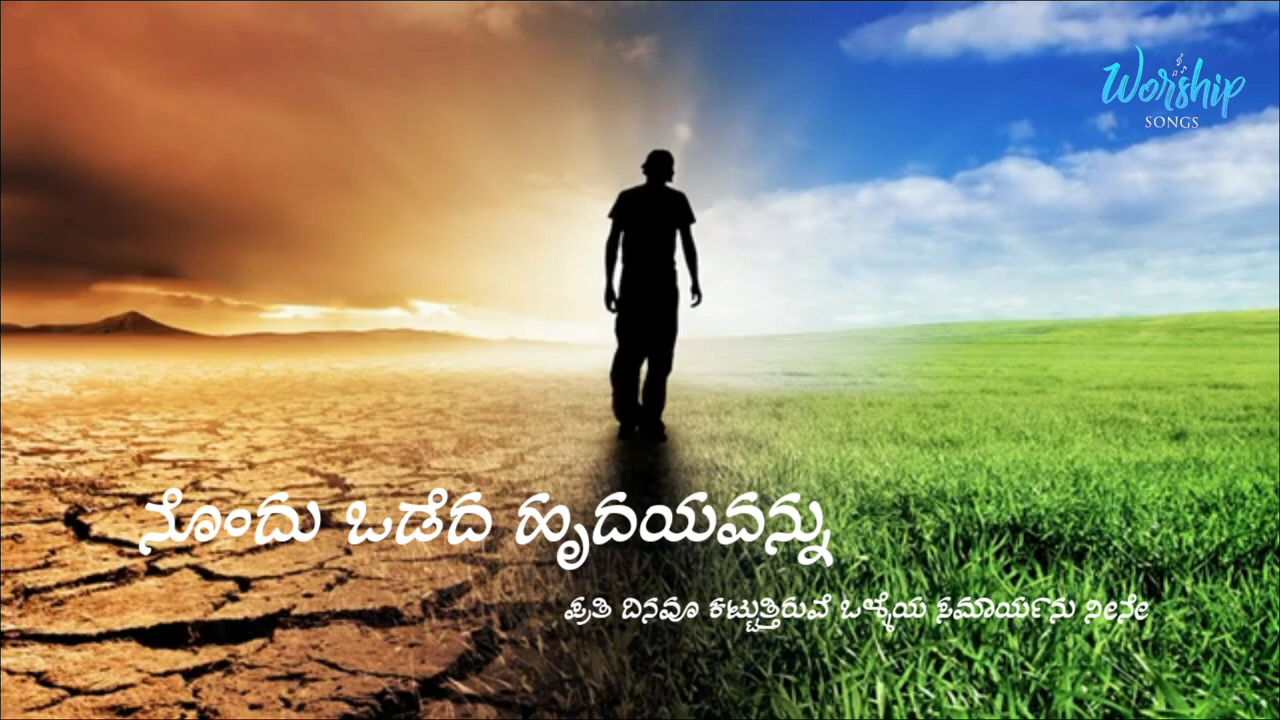 Worship
SONGS
ನೊಂದು ಒಡೆದ ಹೃದಯವನ್ನು
ಪ್ರತಿ ದಿನವೂ ಕಟ್ಟುತ್ತಿರುವೆ ಒಳ್ಳೆಯ ಸಮಾರ್ಯನು ನೀನೇ